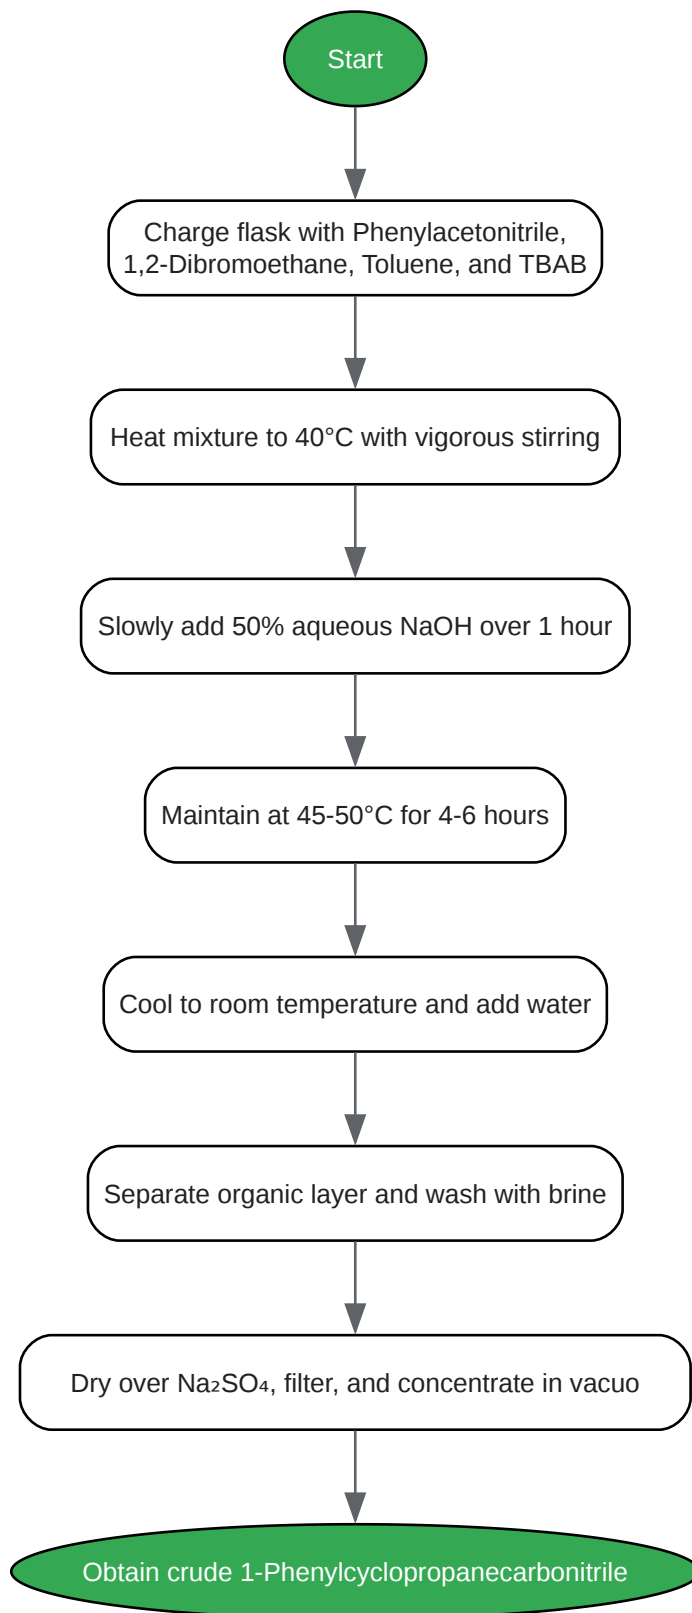 Start
Charge flask with Phenylacetonitrile,
1,2-Dibromoethane, Toluene, and TBAB
Heat mixture to 40°C with vigorous stirring
Slowly add 50% aqueous NaOH over 1 hour
Maintain at 45-50°C for 4-6 hours
Cool to room temperature and add water
Separate organic layer and wash with brine
Dry over Na₂SO₄, filter, and concentrate in vacuo
Obtain crude 1-Phenylcyclopropanecarbonitrile